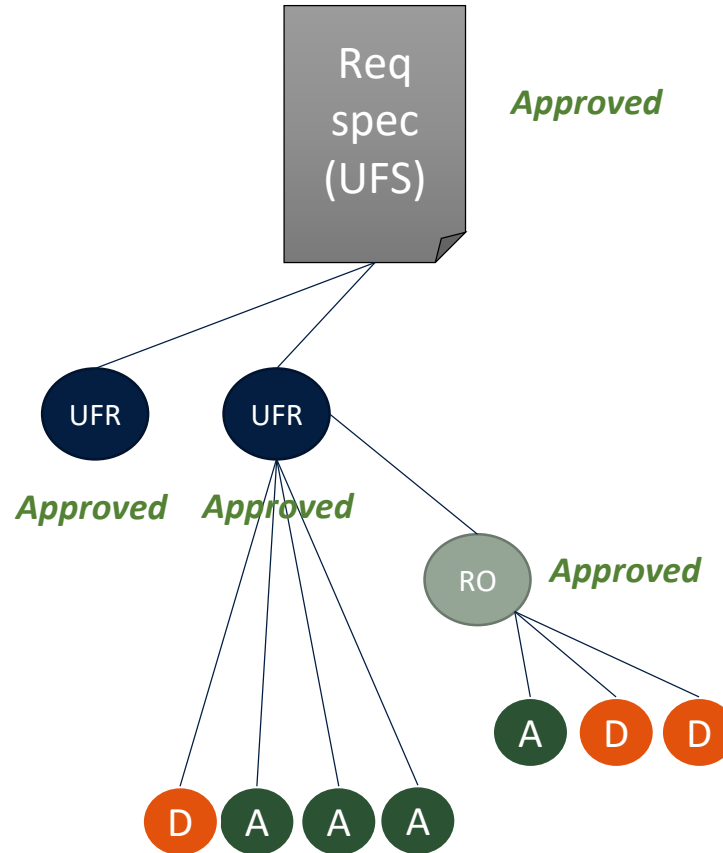 Req
spec
(UFS)
Approved
UFR
UFR
Approved
Approved
RO
Approved
A
D
D
D
A
A
A